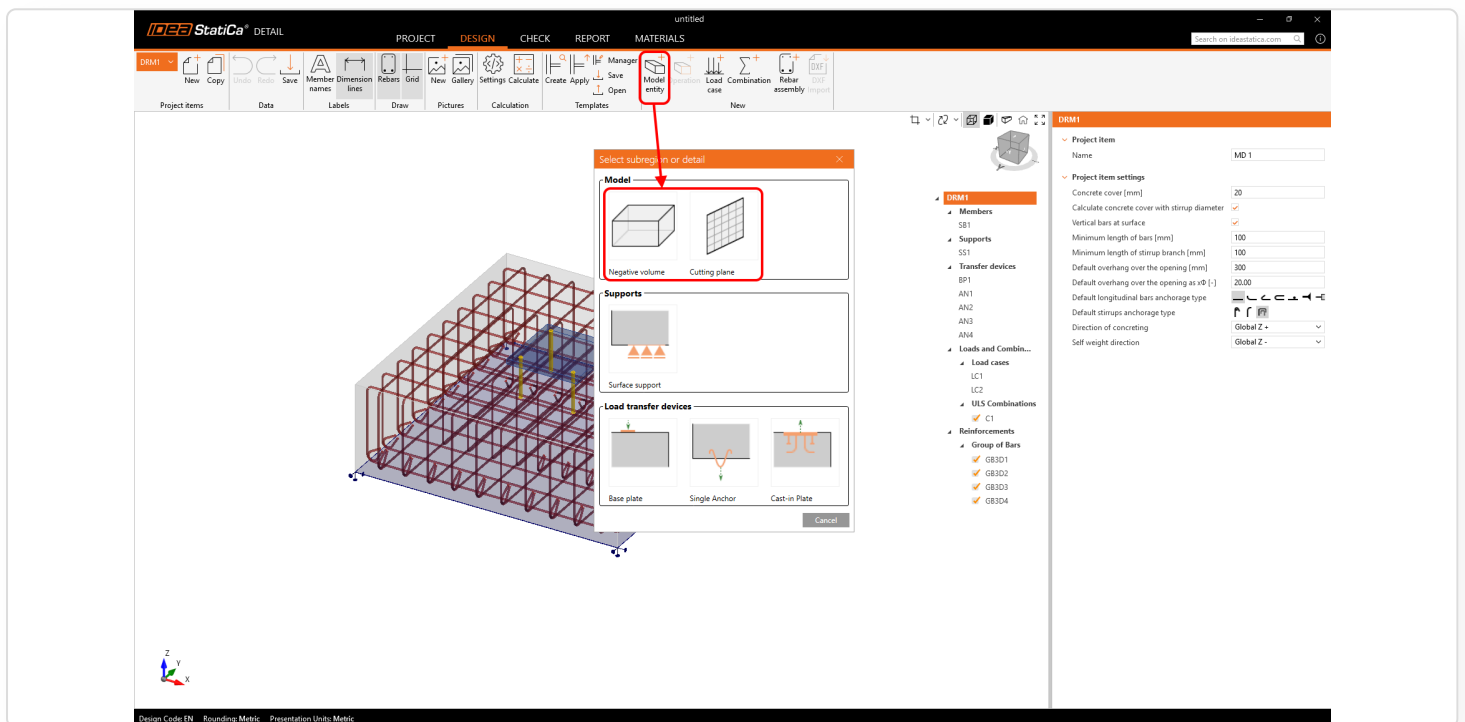 untitled
IDEA StatiCa® DETAIL
PROJECT DESIGN CHECK REPORT MATERIALS
Search on ideastatica.com
DRM1
New Copy Undo Redo Save Member names Dimension lines Rebars Grid New Gallery Settings Calculate Create Apply Manager Save Open Model entity Load case Combination Rebar assembly DXF Import
Project items Data Labels Draw Pictures Calculation Templates New
Select subregion or detail
Model
Negative volume Cutting plane
Supports
Surface support
Load transfer devices
Base plate Single Anchor Cast-in Plate
Cancel
DRM1
Members
SB1
Supports
SS1
Transfer devices
BP1
AN1
AN2
AN3
AN4
Loads and Combin...
Load cases
LC1
LC2
ULS Combinations
C1
Reinforcements
Group of Bars
GB3D1
GB3D2
GB3D3
GB3D4
DRM1
Project item
Name MD 1
Project item settings
Concrete cover [mm] 20
Calculate concrete cover with stirrup diameter
Vertical bars at surface
Minimum length of bars [mm] 100
Minimum length of stirrup branch [mm] 100
Default overhang over the opening [mm] 300
Default overhang over the opening as xΦ [-] 20.00
Default longitudinal bars anchorage type
Default stirrups anchorage type
Direction of concreting Global Z +
Self weight direction Global Z -
Z
Y
X
Design Code: EN Rounding: Metric Presentation Units: Metric